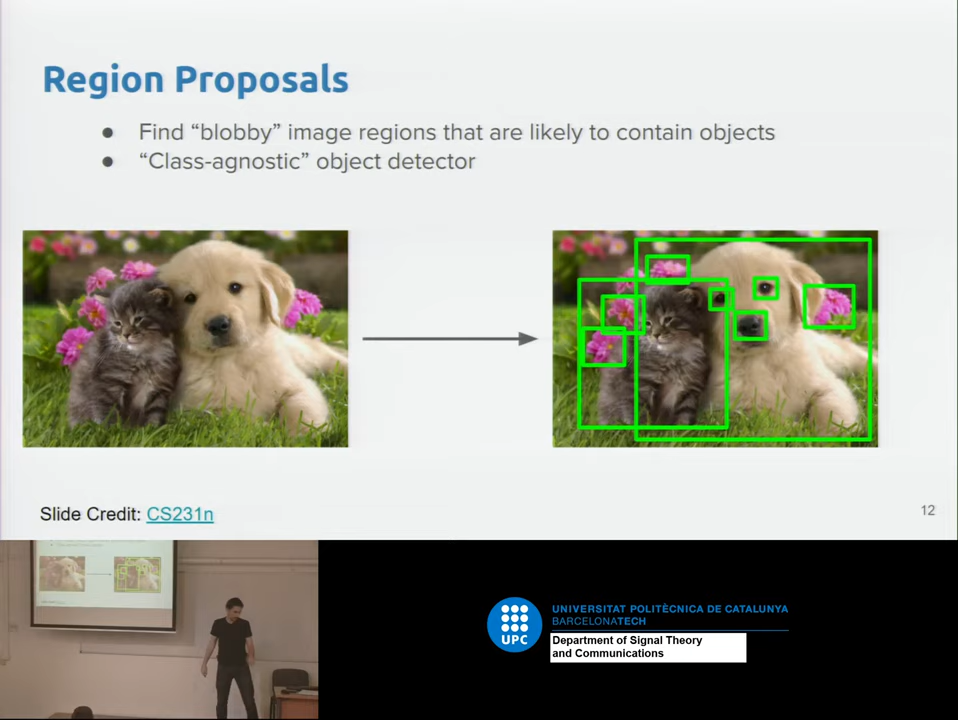 Region Proposals
● Find “blobby” image regions that are likely to contain objects
● “Class-agnostic” object detector
Slide Credit: CS231n
12
UPC
UNIVERSITAT POLITÈCNICA DE CATALUNYA
BARCELONATECH
Department of Signal Theory
and Communications